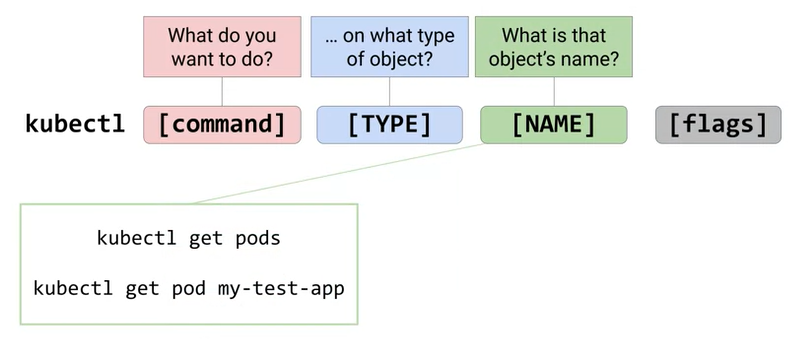 What do you
want to do?
… on what type
of object?
What is that
object’s name?
kubectl [command] [TYPE] [NAME] [flags]
kubectl get pods
kubectl get pod my-test-app